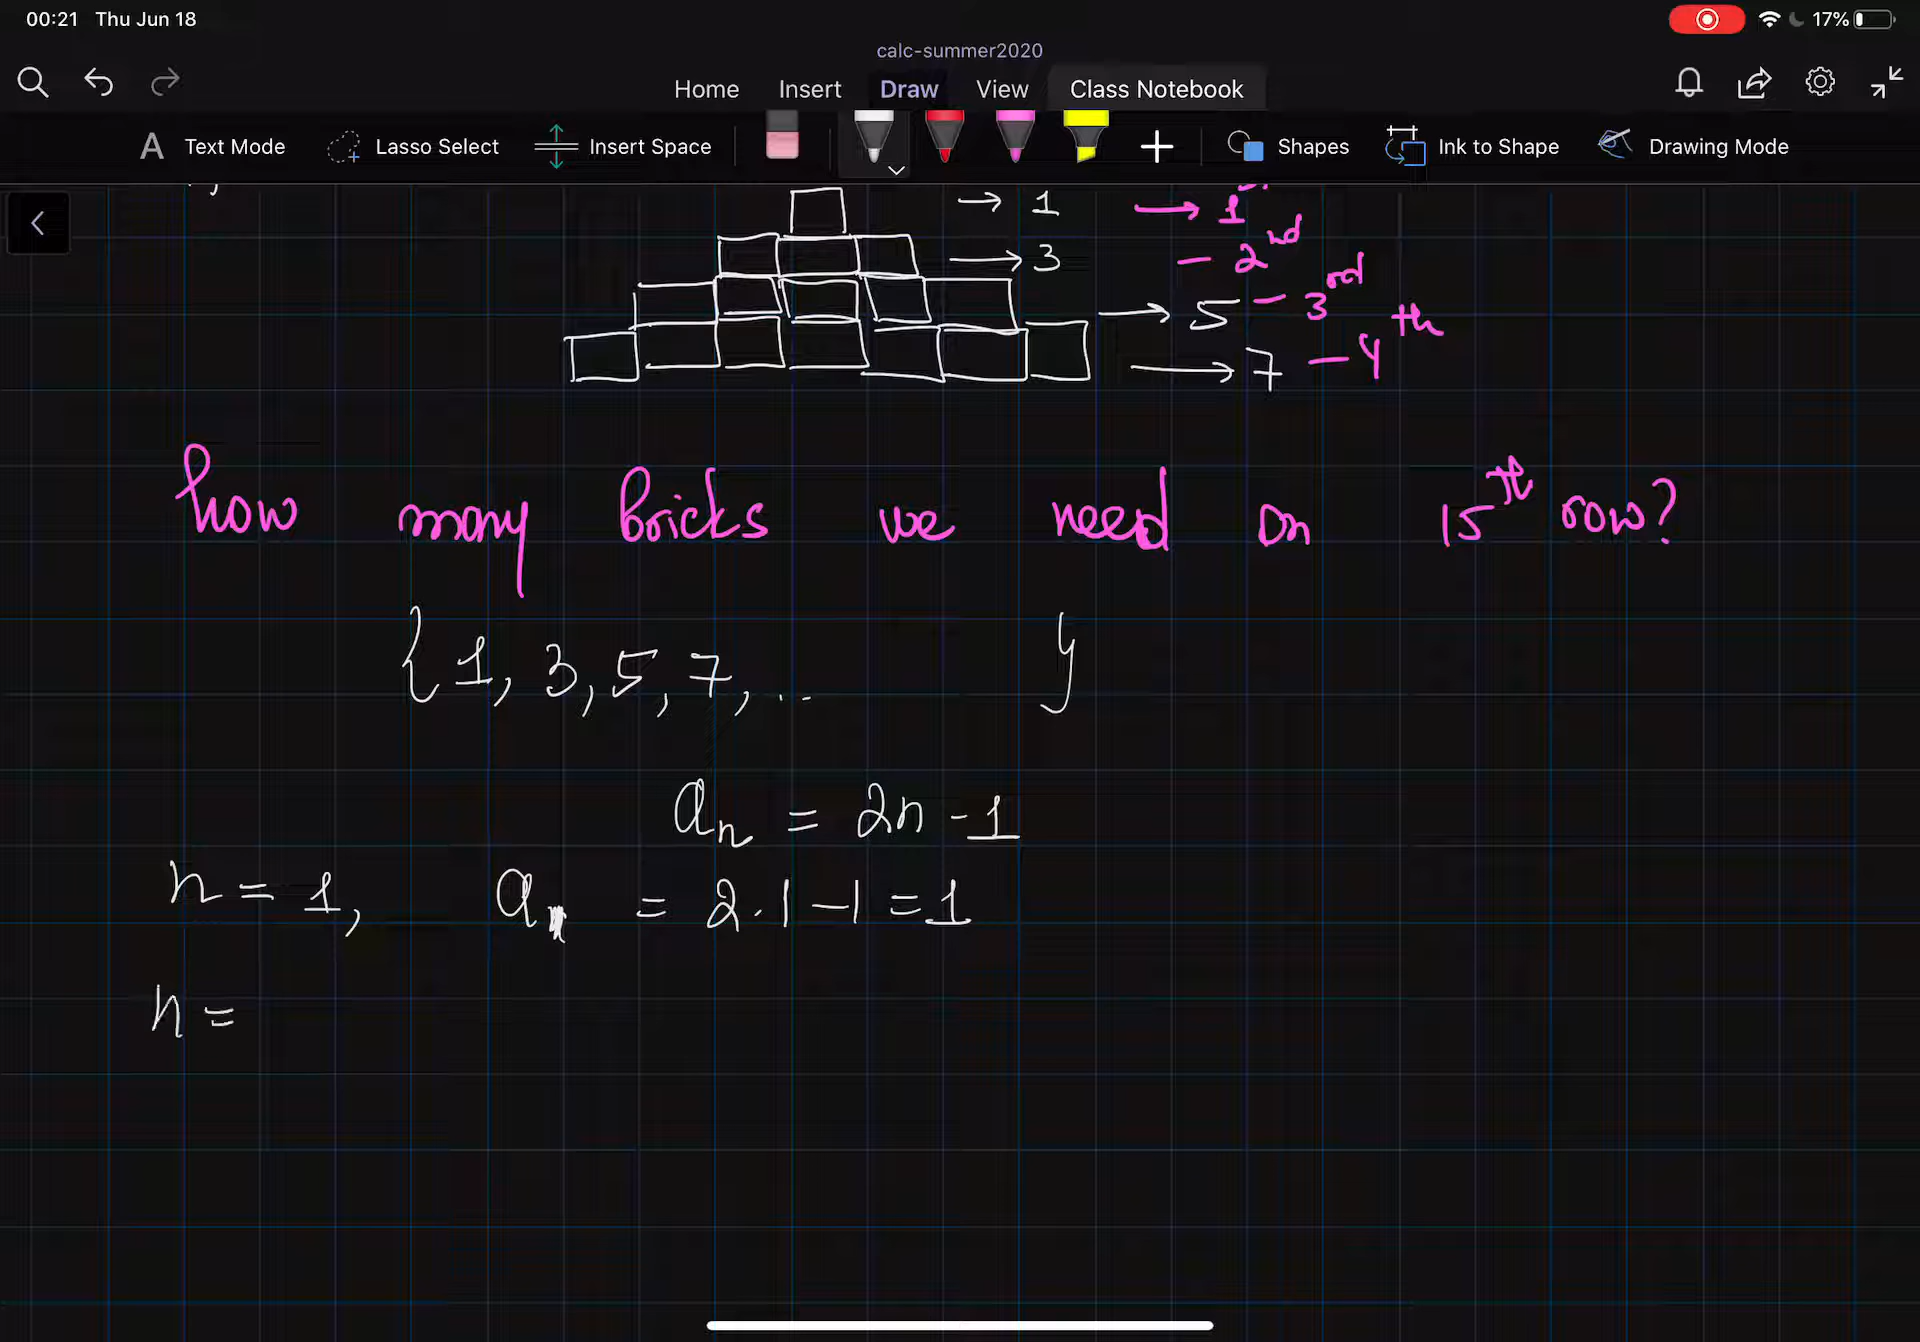 00:21 Thu Jun 18 17%
calc-summer2020
Home Insert Draw View Class Notebook
Text Mode Lasso Select Insert Space Shapes Ink to Shape Drawing Mode
→ 1 → 1
→ 3 - 2nd
→ 5 - 3rd
→ 7 - 4th
how many bricks we need on 15th row?
{1, 3, 5, 7, ... }
aₙ = 2n - 1
n = 1, a₁ = 2·1 - 1 = 1
n =